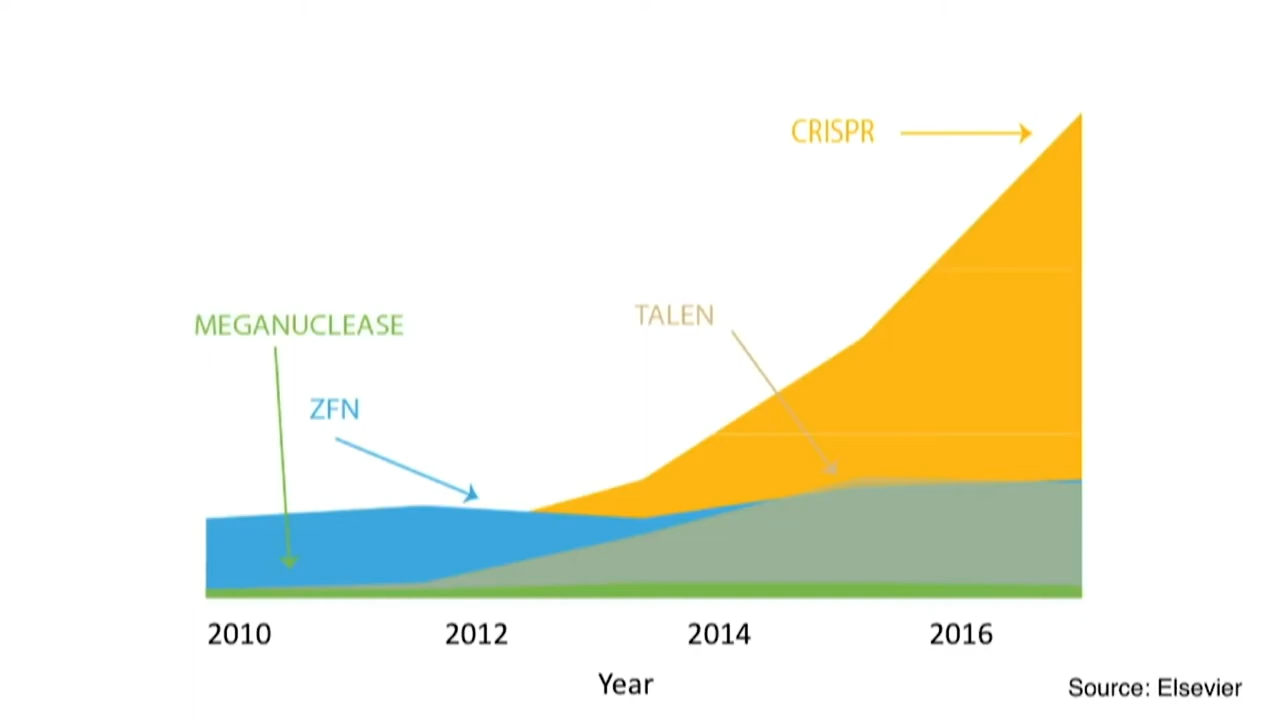 CRISPR
MEGANUCLEASE
TALEN
ZFN
2010 2012 2014 2016
Year
Source: Elsevier